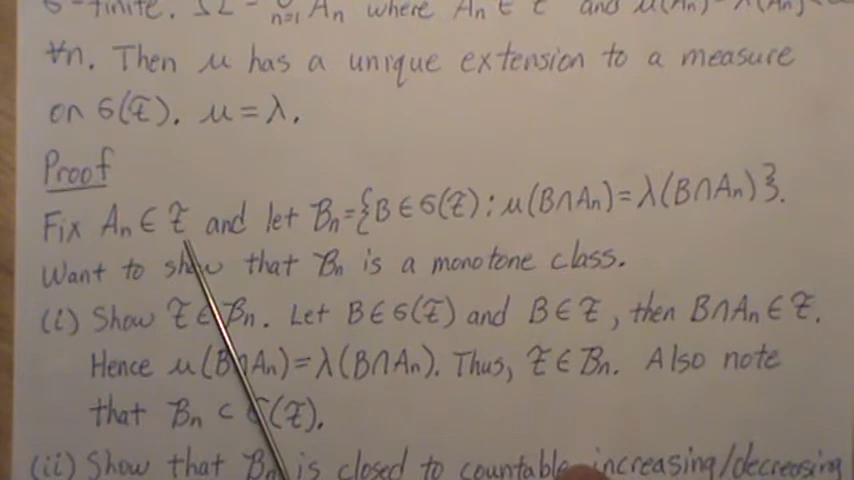 σ-finite. Ω = ∪ₙ₌₁ Aₙ where Aₙ ∈ and μ(Aₙ) = λ(Aₙ) <
∀n. Then μ has a unique extension to a measure
on σ(ℱ). μ = λ.
Proof
Fix Aₙ ∈ ℱ and let ℬₙ = {B ∈ σ(ℱ) : μ(B∩Aₙ) = λ(B∩Aₙ)}.
Want to show that ℬₙ is a monotone class.
(i) Show ℱ ∈ ℬₙ. Let B ∈ σ(ℱ) and B ∈ ℱ, then B∩Aₙ ∈ ℱ.
Hence μ(B∩Aₙ) = λ(B∩Aₙ). Thus, ℱ ∈ ℬₙ. Also note
that ℬₙ ⊂ σ(ℱ).
(ii) Show that ℬₙ is closed to countable increasing/decreasing